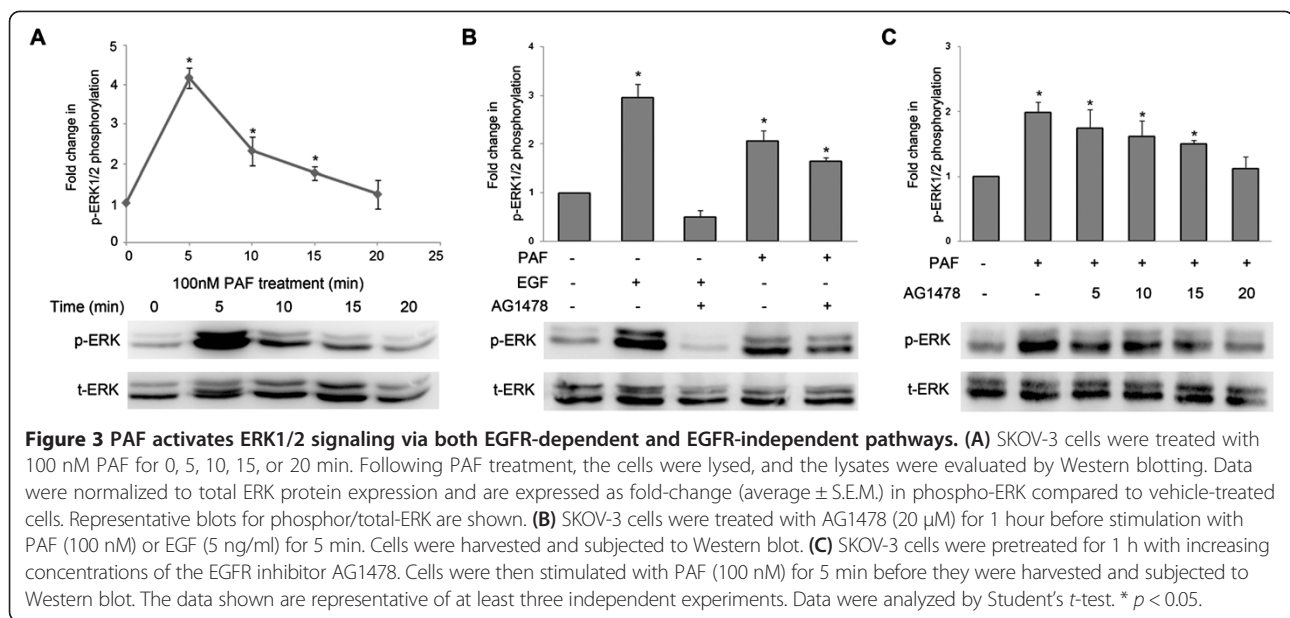 A
B
C
Fold change in
p-ERK1/2 phosphorylation
5
4
3
2
1
0
*
*
*
0 5 10 15 20 25
100nM PAF treatment (min)
Time (min) 0 5 10 15 20
p-ERK
t-ERK
Fold change in
p-ERK1/2 phosphorylation
4
3
2
1
0
*
*
*
PAF - - - + +
EGF - + + - -
AG1478 - - + - +
p-ERK
t-ERK
Fold change in
p-ERK1/2 phosphorylation
3
2
1
0
*
*
*
*
PAF - + + + + +
AG1478 - - 5 10 15 20
p-ERK
t-ERK
Figure 3 PAF activates ERK1/2 signaling via both EGFR-dependent and EGFR-independent pathways. (A) SKOV-3 cells were treated with
100 nM PAF for 0, 5, 10, 15, or 20 min. Following PAF treatment, the cells were lysed, and the lysates were evaluated by Western blotting. Data
were normalized to total ERK protein expression and are expressed as fold-change (average ± S.E.M.) in phospho-ERK compared to vehicle-treated
cells. Representative blots for phosphor/total-ERK are shown. (B) SKOV-3 cells were treated with AG1478 (20 μM) for 1 hour before stimulation with
PAF (100 nM) or EGF (5 ng/ml) for 5 min. Cells were harvested and subjected to Western blot. (C) SKOV-3 cells were pretreated for 1 h with increasing
concentrations of the EGFR inhibitor AG1478. Cells were then stimulated with PAF (100 nM) for 5 min before they were harvested and subjected to
Western blot. The data shown are representative of at least three independent experiments. Data were analyzed by Student's t-test. * p < 0.05.